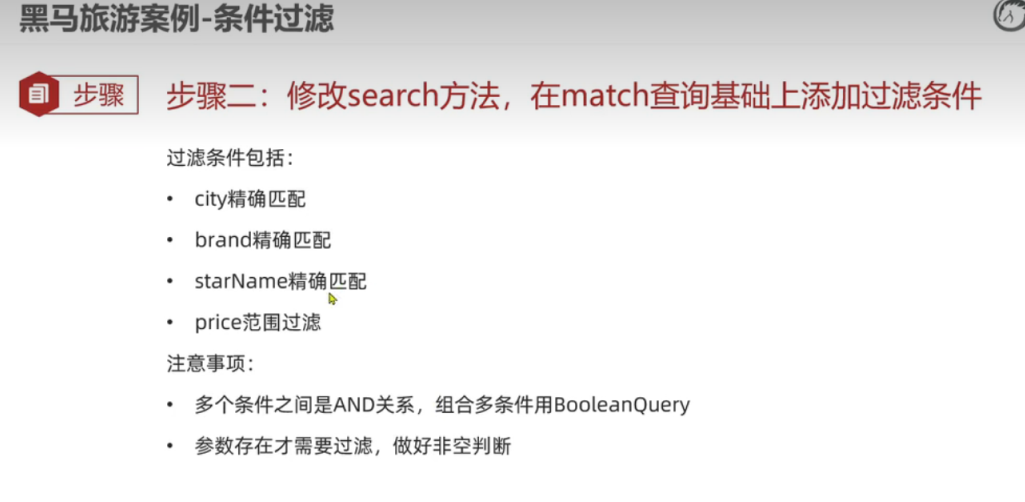 黑马旅游案例-条件过滤
步骤
步骤二：修改search方法，在match查询基础上添加过滤条件
过滤条件包括：
• city精确匹配
• brand精确匹配
• starName精确匹配
• price范围过滤
注意事项：
• 多个条件之间是AND关系，组合多条件用BooleanQuery
• 参数存在才需要过滤，做好非空判断